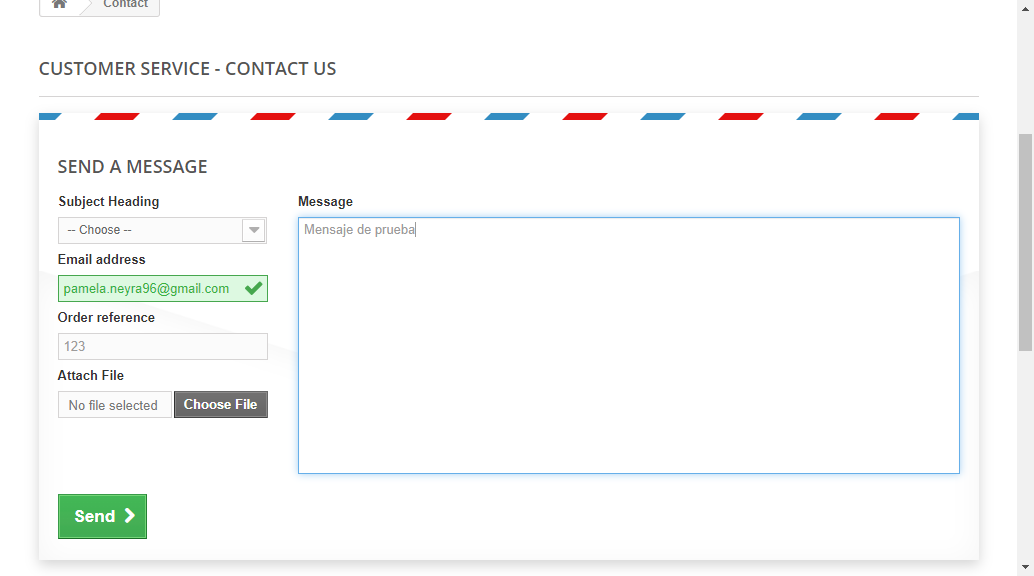 Contact
CUSTOMER SERVICE - CONTACT US
SEND A MESSAGE
Subject Heading
-- Choose --
Email address
pamela.neyra96@gmail.com
Order reference
123
Attach File
No file selected Choose File
Message
Mensaje de prueba
Send